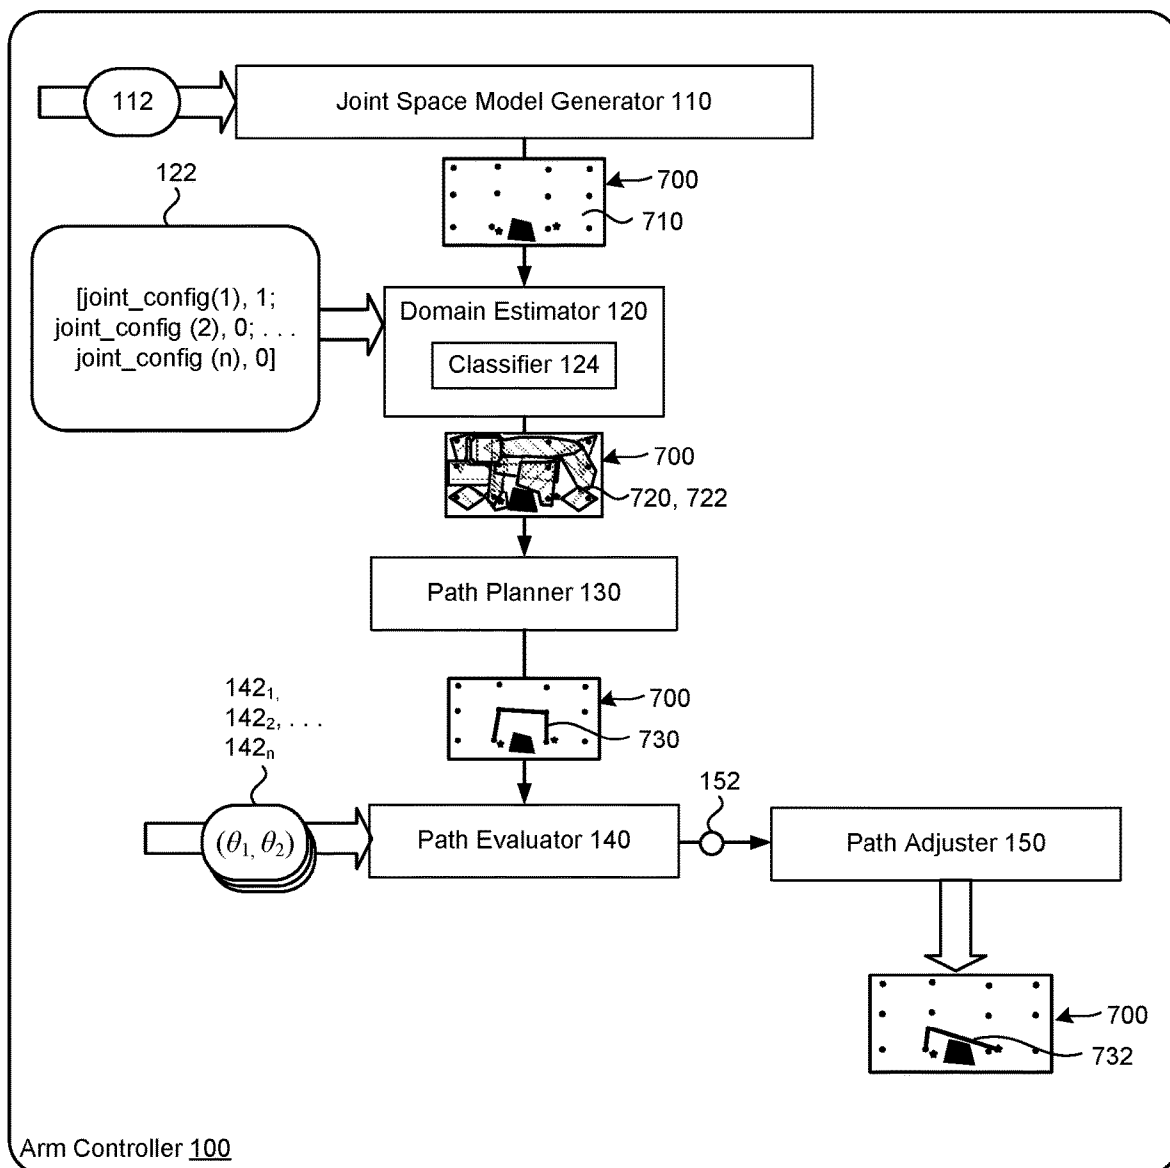 112
Joint Space Model Generator 110
700
710
122
[joint_config(1), 1;
joint_config (2), 0; . . .
joint_config (n), 0]
Domain Estimator 120
Classifier 124
700
720, 722
Path Planner 130
700
730
142₁,
142₂, . . .
142ₙ
(θ₁, θ₂)
Path Evaluator 140
152
Path Adjuster 150
700
732
Arm Controller 100